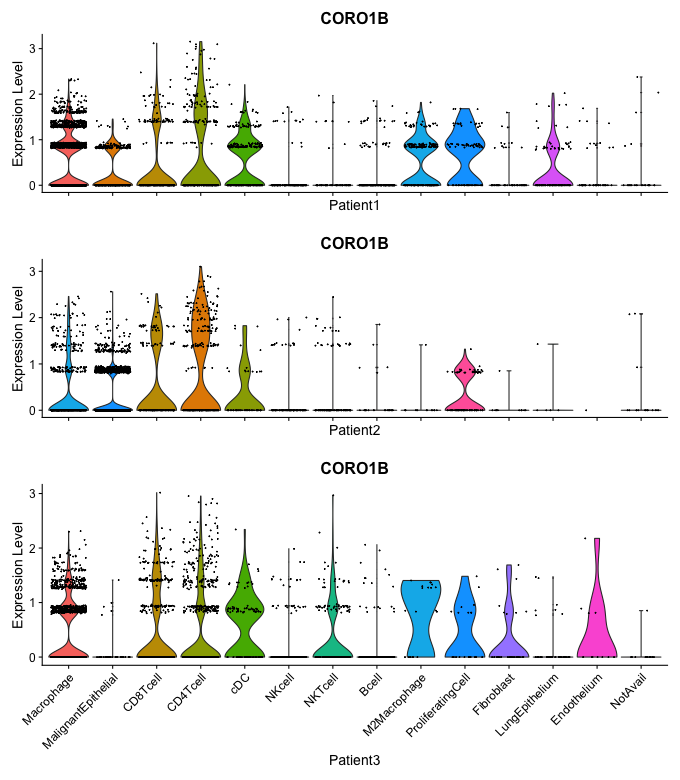 CORO1B
Expression Level
3
2
1
0
Patient1
CORO1B
Expression Level
3
2
1
0
Patient2
CORO1B
Expression Level
3
2
1
0
Macrophage
MalignantEpithelial
CD8Tcell
CD4Tcell
cDC
NKcell
NKTcell
Bcell
M2Macrophage
ProliferatingCell
Fibroblast
LungEpithelium
Endothelium
NotAvail
Patient3